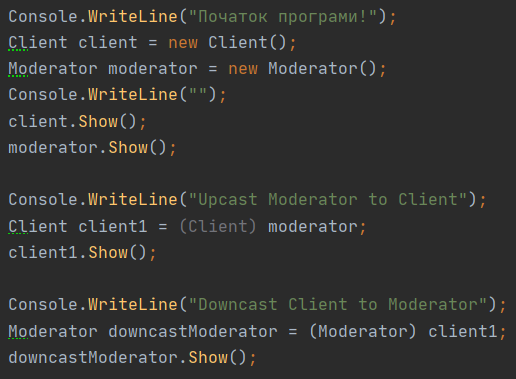 Console.WriteLine("Початок програми!");
Client client = new Client();
Moderator moderator = new Moderator();
Console.WriteLine("");
client.Show();
moderator.Show();
Console.WriteLine("Upcast Moderator to Client");
Client client1 = (Client) moderator;
client1.Show();
Console.WriteLine("Downcast Client to Moderator");
Moderator downcastModerator = (Moderator) client1;
downcastModerator.Show();